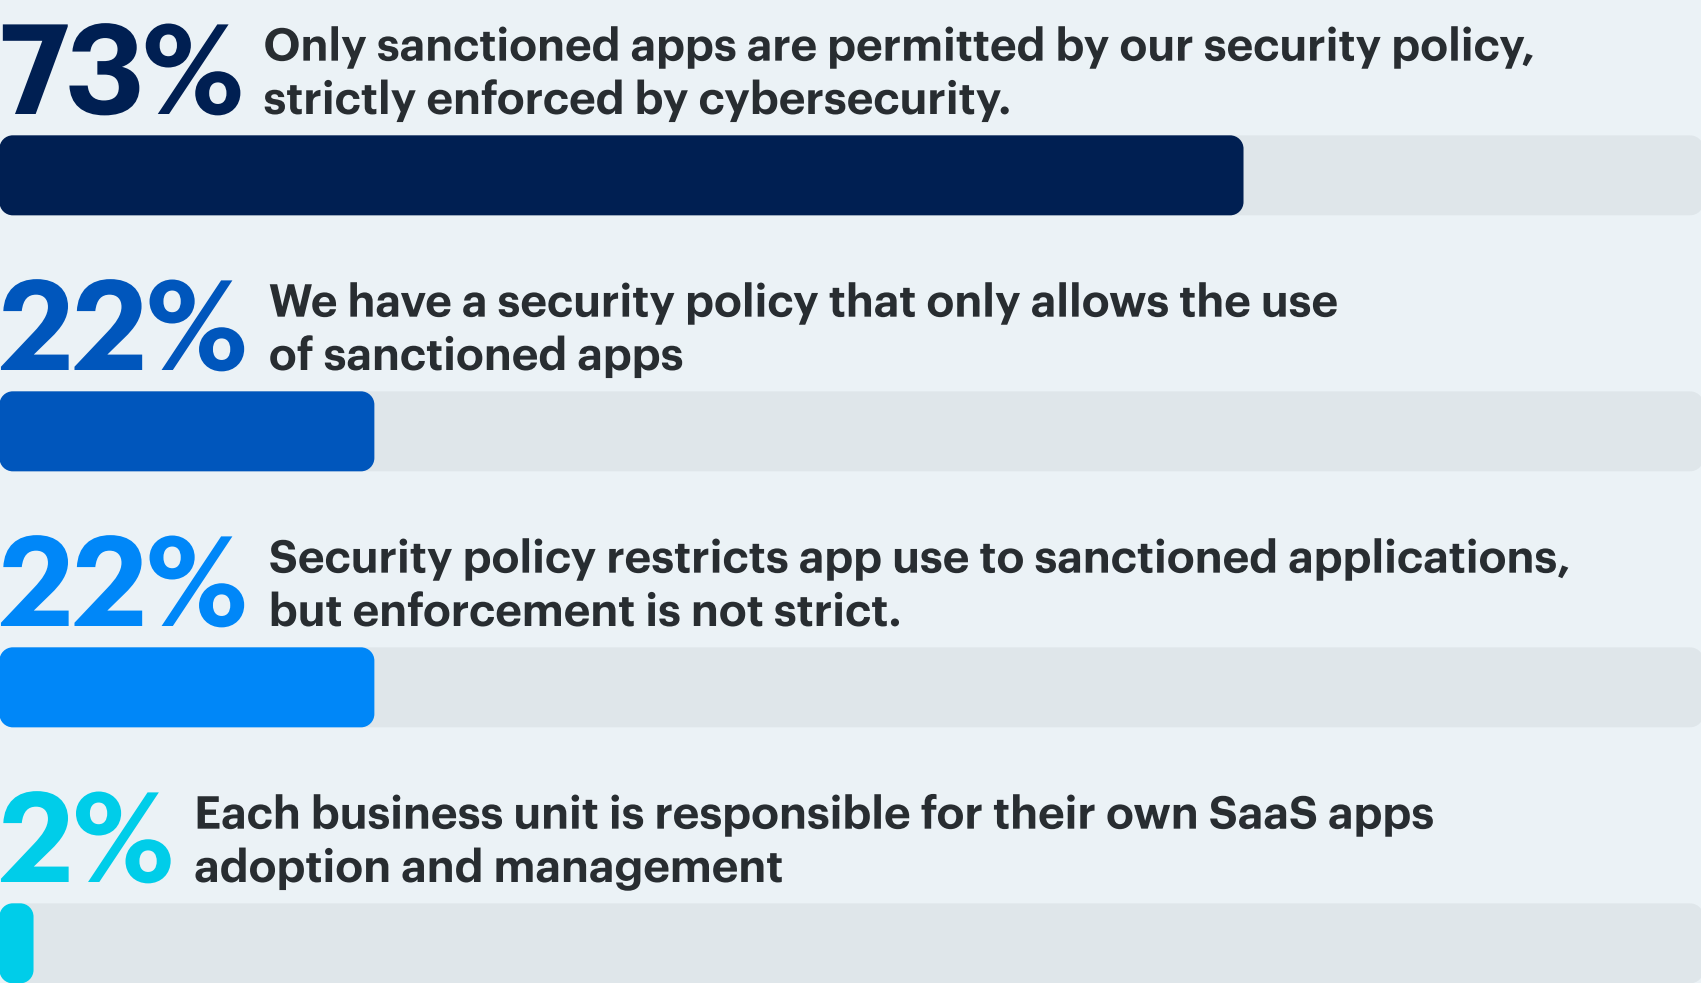 73% Only sanctioned apps are permitted by our security policy,
strictly enforced by cybersecurity.
22% We have a security policy that only allows the use
of sanctioned apps
22% Security policy restricts app use to sanctioned applications,
but enforcement is not strict.
2% Each business unit is responsible for their own SaaS apps
adoption and management